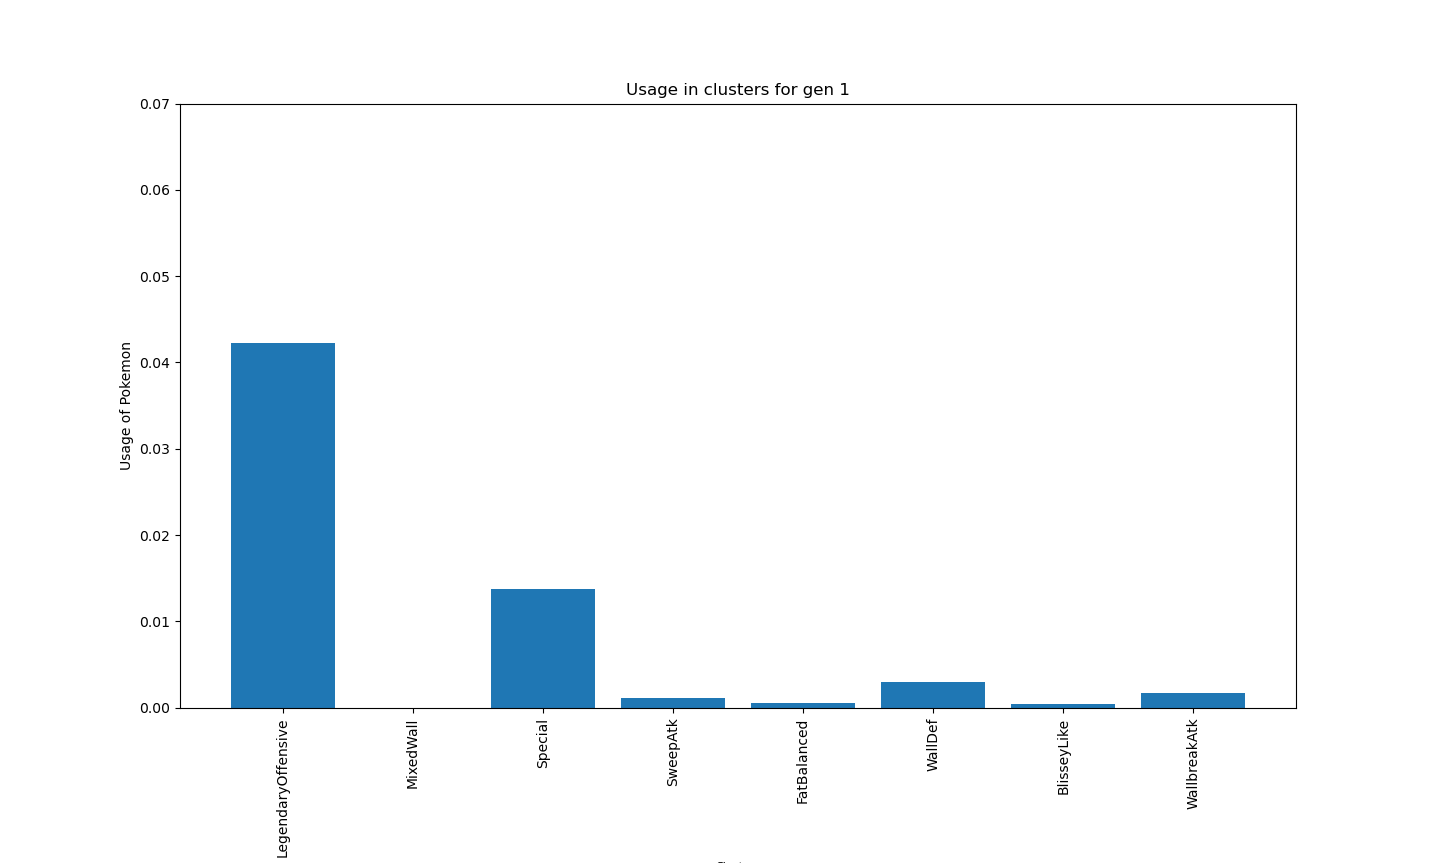 Usage in clusters for gen 1
Usage of Pokemon
0.07
0.06
0.05
0.04
0.03
0.02
0.01
0.00
LegendaryOffensive
MixedWall
Special
SweepAtk
FatBalanced
WallDef
BlisseyLike
WallbreakAtk